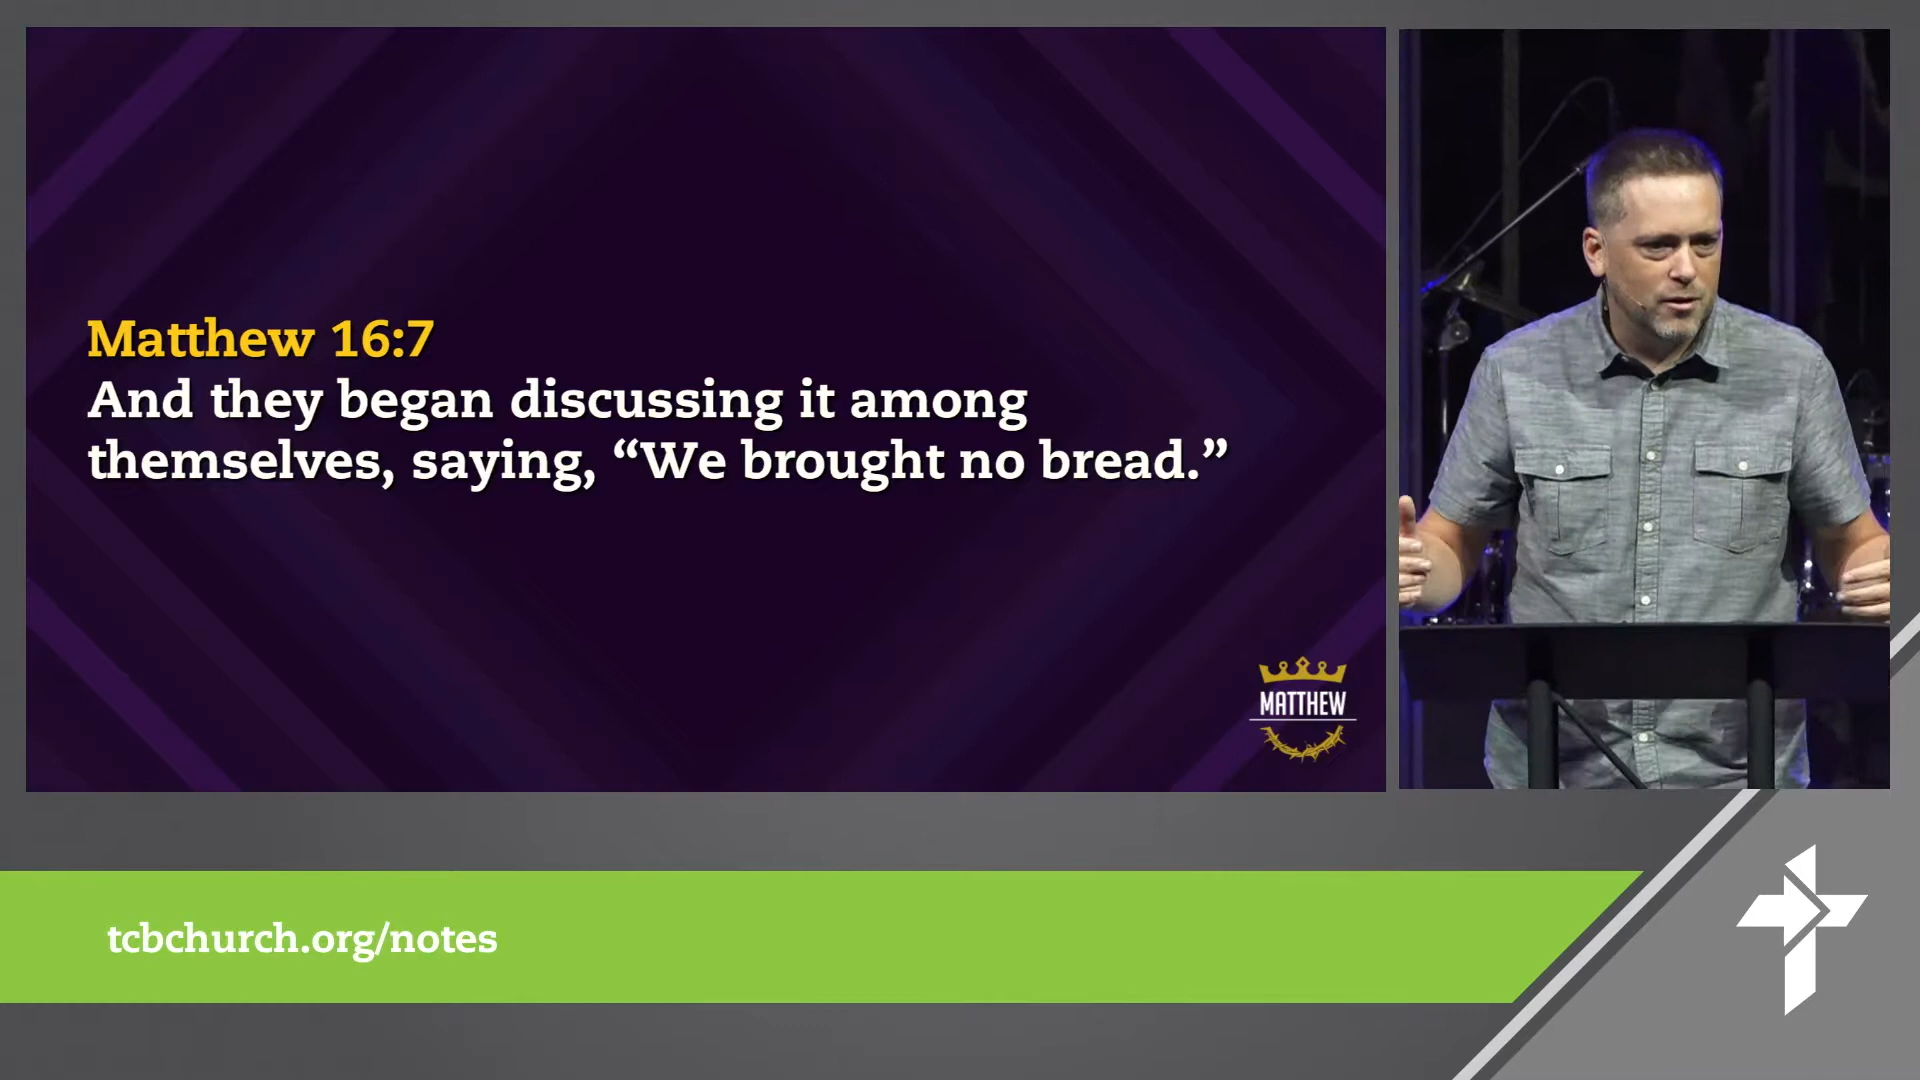 Matthew 16:7
And they began discussing it among
themselves, saying, “We brought no bread.”
MATTHEW
tcbchurch.org/notes